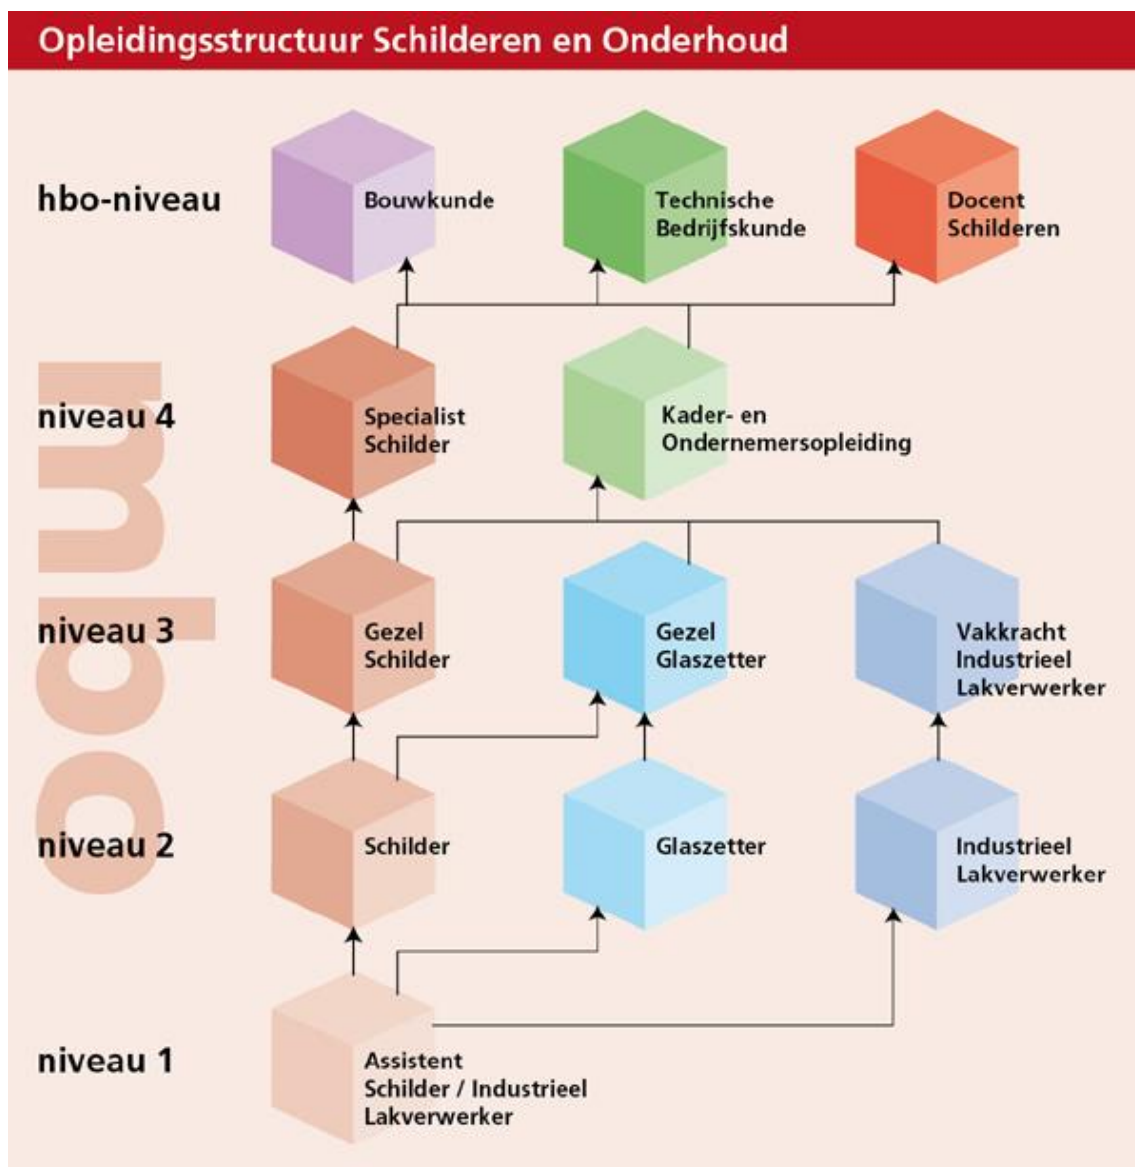 Opleidingsstructuur Schilderen en Onderhoud
hbo-niveau
Bouwkunde
Technische
Bedrijfskunde
Docent
Schilderen
mbo
niveau 4
Specialist
Schilder
Kader- en
Ondernemersopleiding
niveau 3
Gezel
Schilder
Gezel
Glaszetter
Vakkracht
Industrieel
Lakverwerker
niveau 2
Schilder
Glaszetter
Industrieel
Lakverwerker
niveau 1
Assistent
Schilder / Industrieel
Lakverwerker